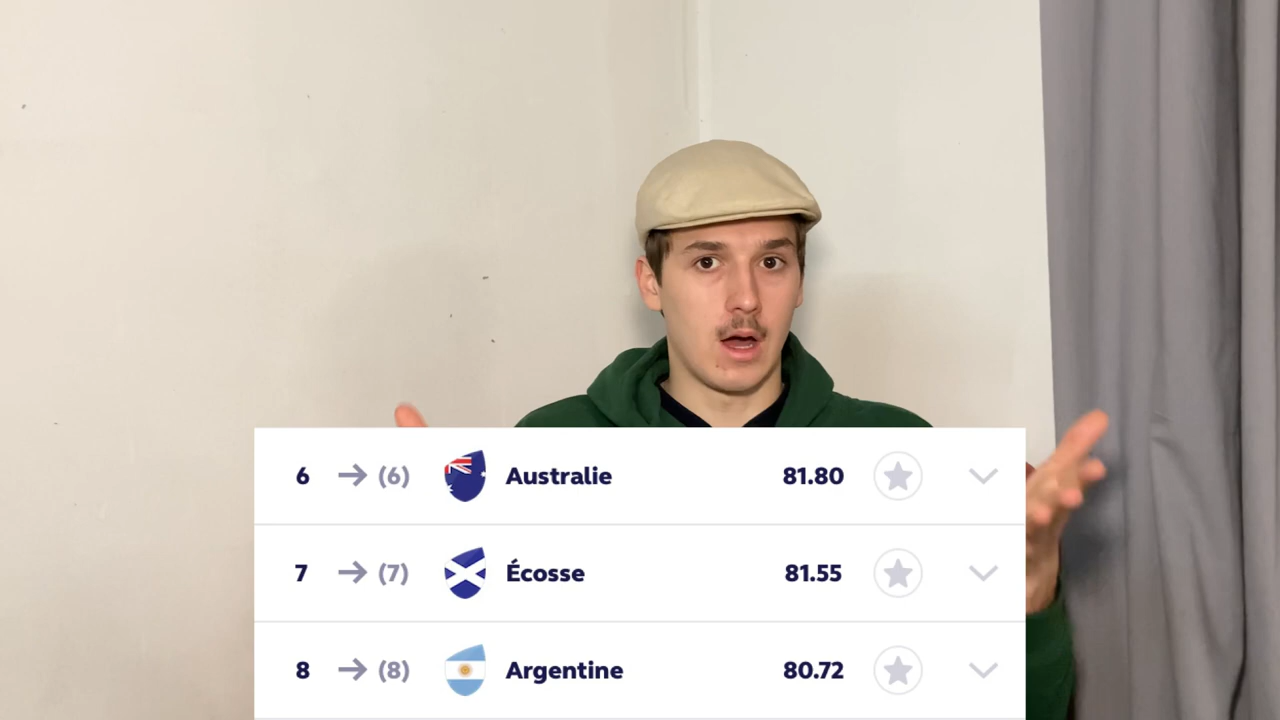 6 → (6) Australie 81.80
7 → (7) Écosse 81.55
8 → (8) Argentine 80.72